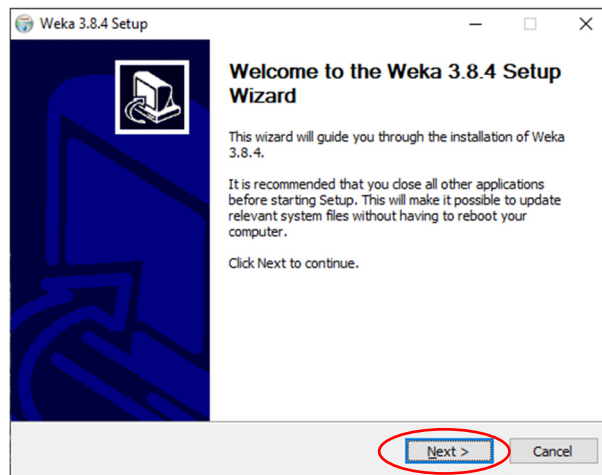 Weka 3.8.4 Setup
Welcome to the Weka 3.8.4 Setup
Wizard
This wizard will guide you through the installation of Weka
3.8.4.
It is recommended that you close all other applications
before starting Setup. This will make it possible to update
relevant system files without having to reboot your
computer.
Click Next to continue.
Next >
Cancel